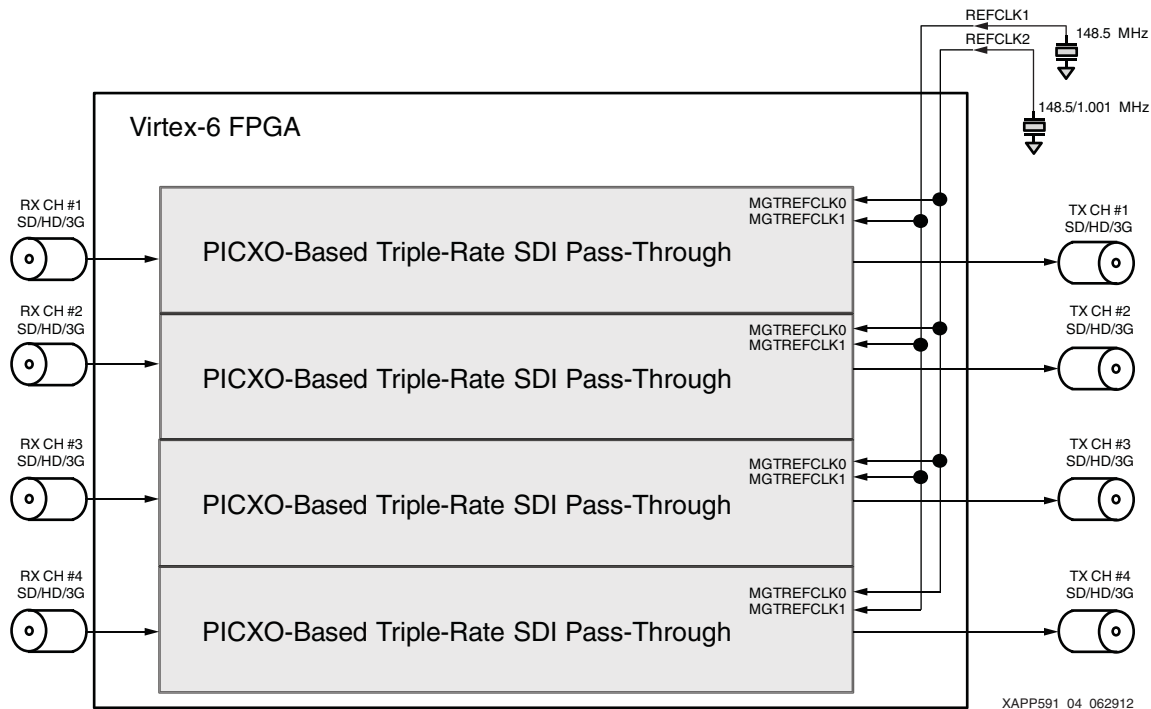 REFCLK1
148.5 MHz
REFCLK2
148.5/1.001 MHz
Virtex-6 FPGA
RX CH #1
SD/HD/3G
MGTREFCLK0
MGTREFCLK1
PICXO-Based Triple-Rate SDI Pass-Through
TX CH #1
SD/HD/3G
RX CH #2
SD/HD/3G
MGTREFCLK0
MGTREFCLK1
PICXO-Based Triple-Rate SDI Pass-Through
TX CH #2
SD/HD/3G
RX CH #3
SD/HD/3G
MGTREFCLK0
MGTREFCLK1
PICXO-Based Triple-Rate SDI Pass-Through
TX CH #3
SD/HD/3G
RX CH #4
SD/HD/3G
MGTREFCLK0
MGTREFCLK1
PICXO-Based Triple-Rate SDI Pass-Through
TX CH #4
SD/HD/3G
XAPP591_04_062912